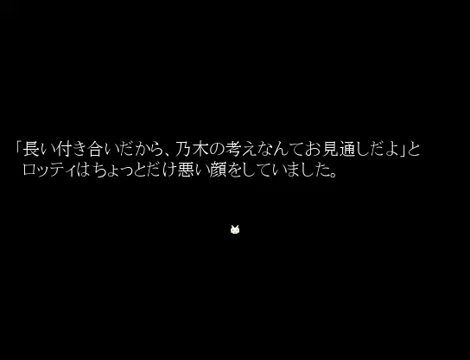 「長い付き合いだから、乃木の考えなんてお見通しだよ」と
ロッティはちょっとだけ悪い顔をしていました。